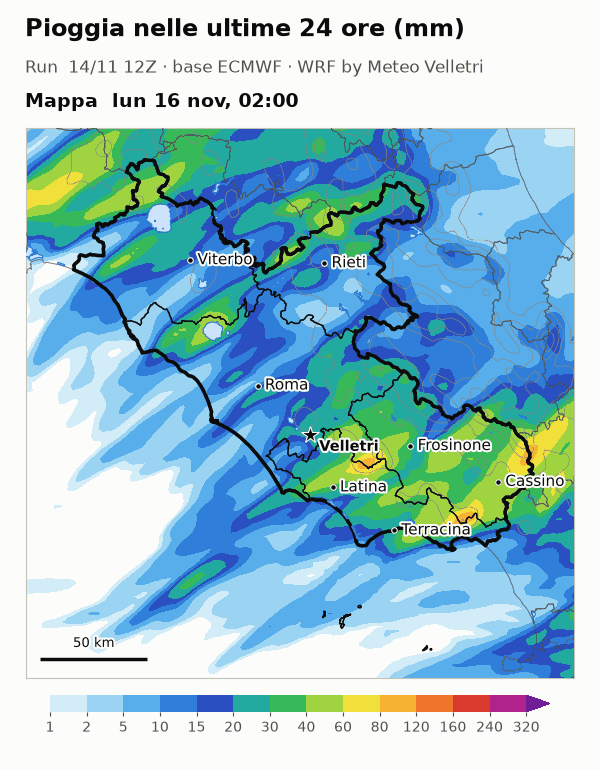 Pioggia nelle ultime 24 ore (mm)
Run 14/11 12Z · base ECMWF · WRF by Meteo Velletri
Mappa lun 16 nov, 02:00
Viterbo
Rieti
Roma
Velletri
Frosinone
Latina
Cassino
Terracina
50 km
1 2 5 10 15 20 30 40 60 80 120 160 240 320